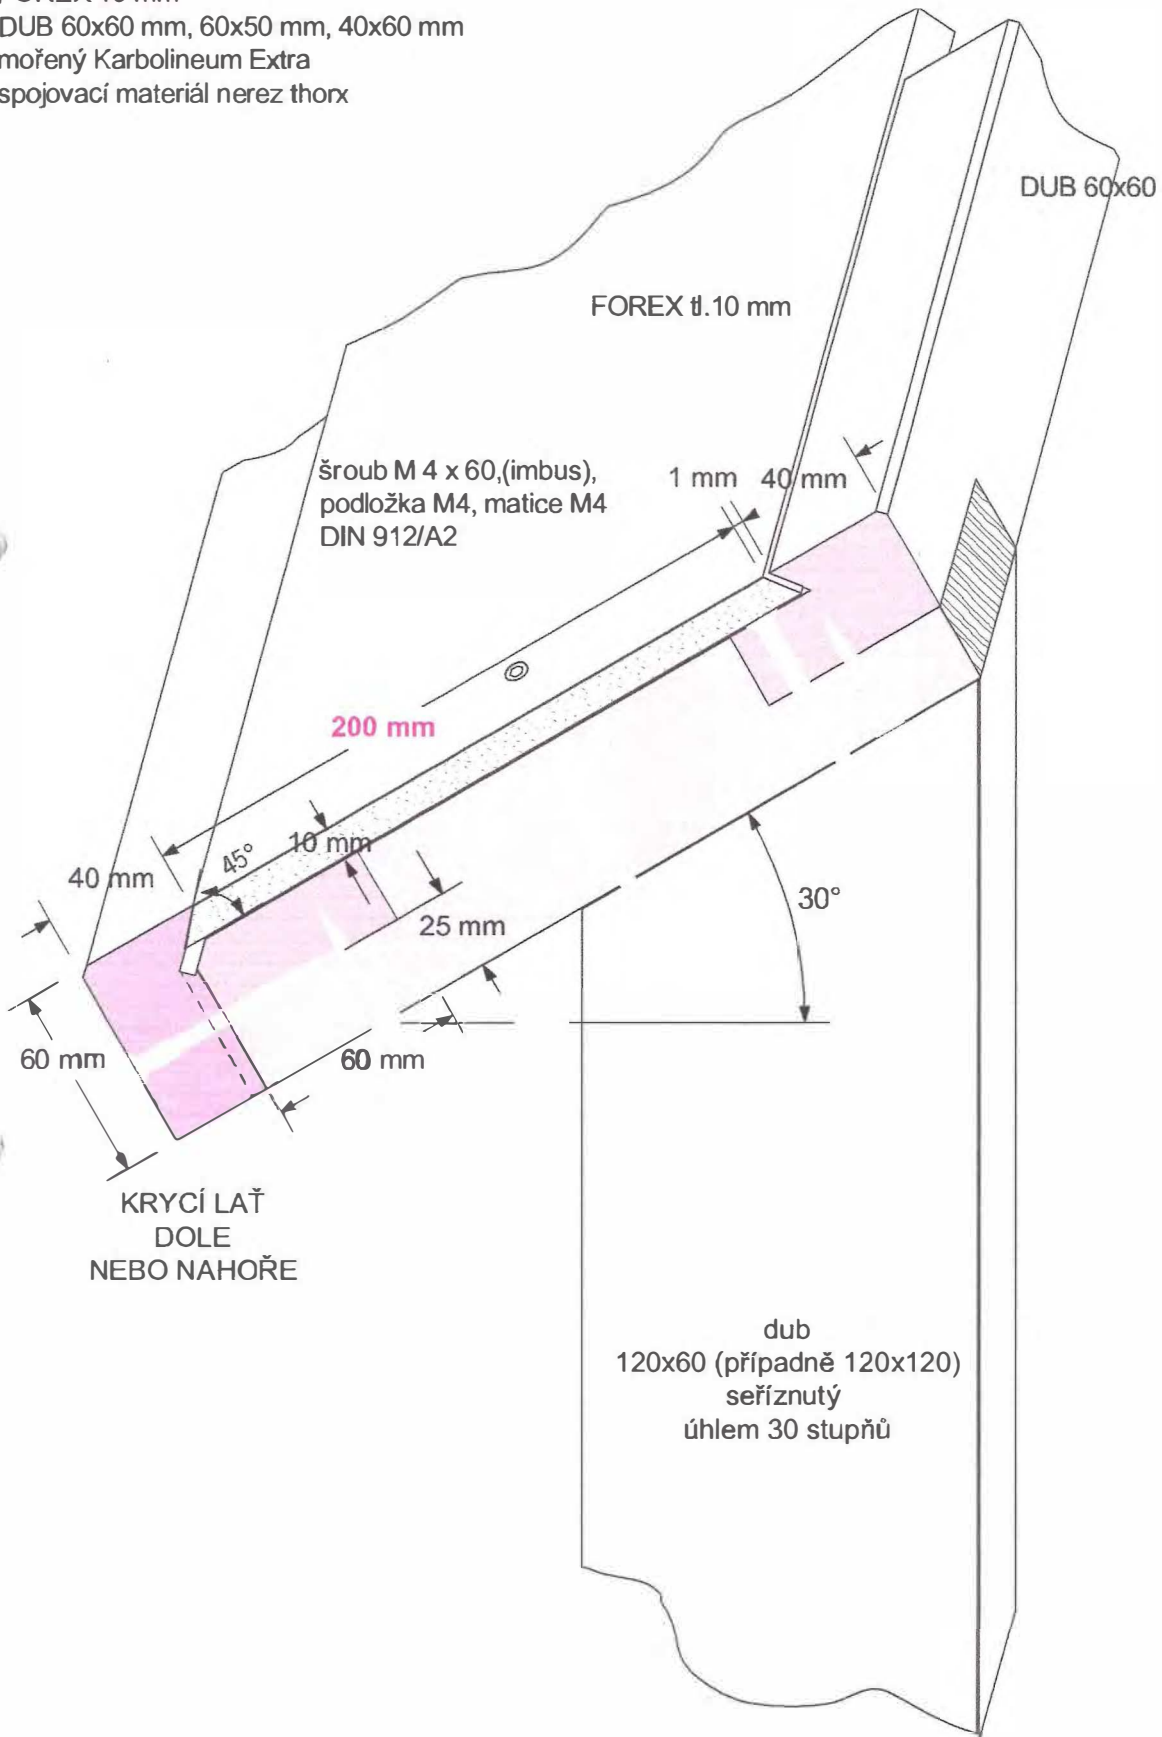 FOREX 10 mm
DUB 60x60 mm, 60x50 mm, 40x60 mm
mořený Karbolineum Extra
spojovací materiál nerez thorx
DUB 60x60
FOREX tl.10 mm
šroub M 4 x 60,(imbus),
podložka M4, matice M4
DIN 912/A2
1 mm
40 mm
200 mm
45°
10 mm
40 mm
25 mm
30°
60 mm
60 mm
KRYCÍ LAŤ
DOLE
NEBO NAHOŘE
dub
120x60 (případně 120x120)
seříznutý
úhlem 30 stupňů